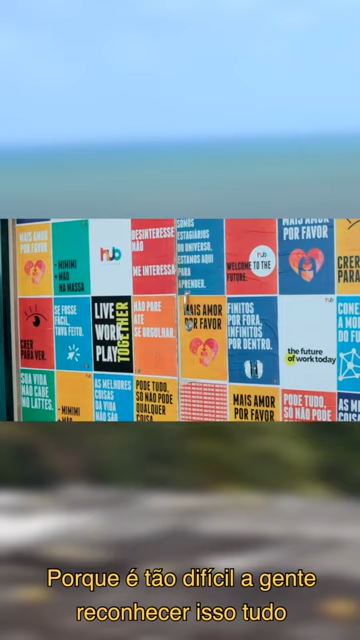 MAIS AMOR
POR FAVOR
- MIMIMI
+ MÃO
NA MASSA
hub
DESINTERESSE
NÃO
ME INTERESSA
SOMOS
ESTAGIÁRIOS
DO UNIVERSO.
ESTAMOS AQUI
PARA
APRENDER.
WELCOME TO THE
FUTURE.
MAIS AMOR
POR FAVOR
CRER
PARA
CRER
PARA VER.
SE FOSSE
FÁCIL,
TAVA FEITO.
LIVE
WORK
PLAY
TOGETHER
NÃO PARE
ATÉ
SE ORGULHAR.
MAIS AMOR
POR FAVOR
FINITOS
POR FORA,
INFINITOS
POR DENTRO.
hub
the future
of work today
SUA VIDA
NÃO CABE
NO LATTES.
- MIMIMI
+ MÃO
AS MELHORES
COISAS
DA VIDA
NÃO SÃO
PODE TUDO,
SÓ NÃO PODE
QUALQUER
COISA
MAIS AMOR
POR FAVOR
PODE TUDO,
SÓ NÃO PODE
Porque é tão difícil a gente
reconhecer isso tudo